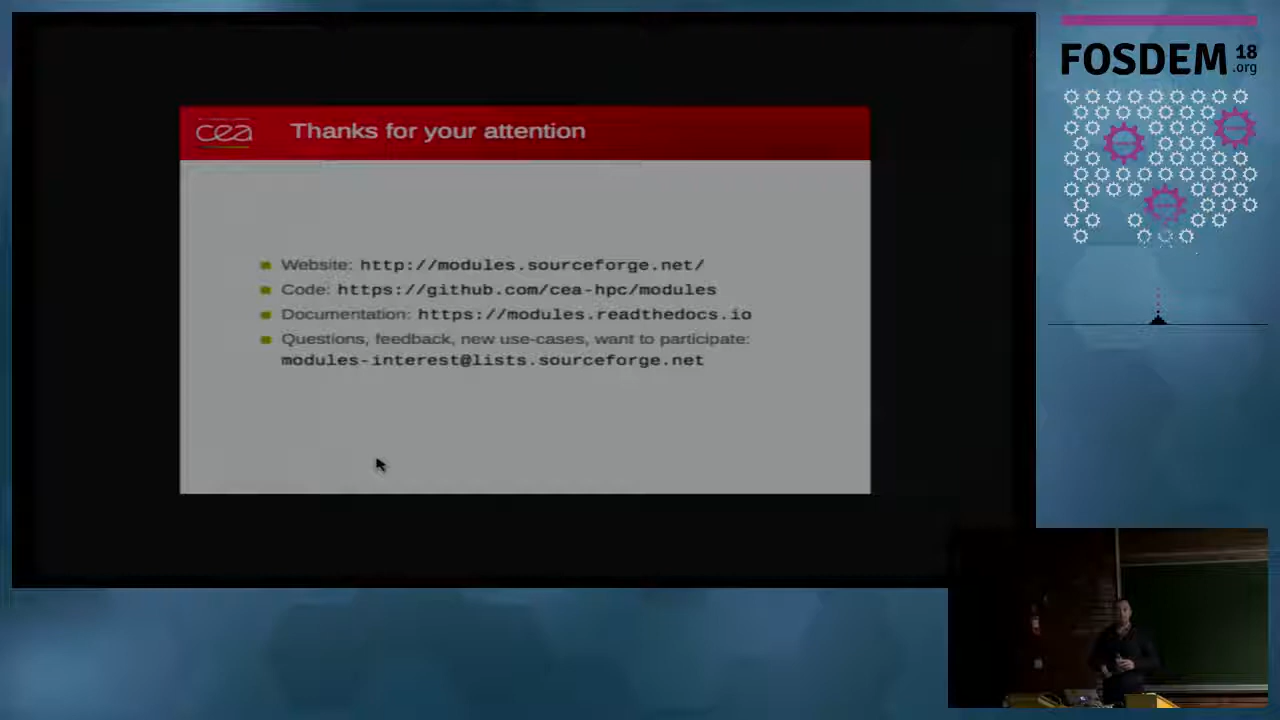 FOSDEM 18
.org
cea
Thanks for your attention
Website: http://modules.sourceforge.net/
Code: https://github.com/cea-hpc/modules
Documentation: https://modules.readthedocs.io
Questions, feedback, new use-cases, want to participate:
modules-interest@lists.sourceforge.net